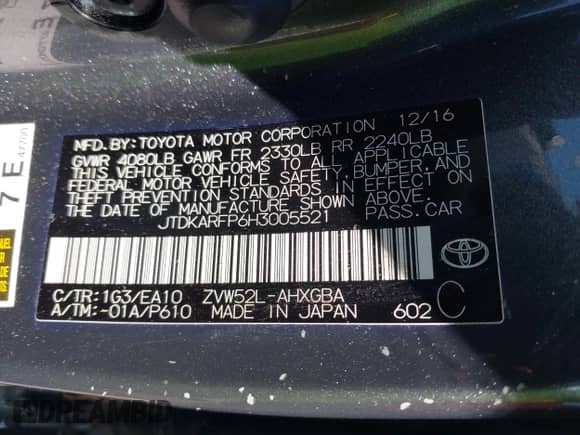 MFD. BY: TOYOTA MOTOR CORPORATION 12/16
GVWR 4080LB GAWR FR 2330LB RR 2240LB
THIS VEHICLE CONFORMS TO ALL APPLICABLE
FEDERAL MOTOR VEHICLE SAFETY, BUMPER, AND
THEFT PREVENTION STANDARDS IN EFFECT ON
THE DATE OF MANUFACTURE SHOWN ABOVE.
JTDKARFP6H3005521 PASS.CAR
C/TR: 1G3/EA10 ZVW52L-AHXGBA C
A/TM: -01A/P610 MADE IN JAPAN 602
7 E
47700
DREAMBID